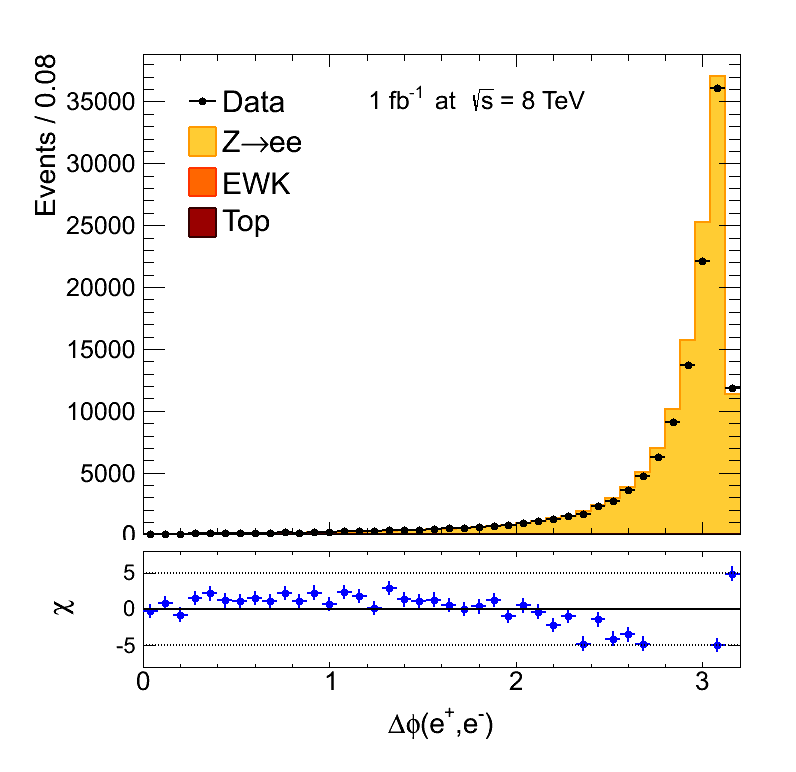 Events / 0.08
35000
30000
25000
20000
15000
10000
5000
0
Data
Z→ee
EWK
Top
1 fb⁻¹ at √s = 8 TeV
χ
5
0
-5
0 1 2 3
Δϕ(e⁺,e⁻)